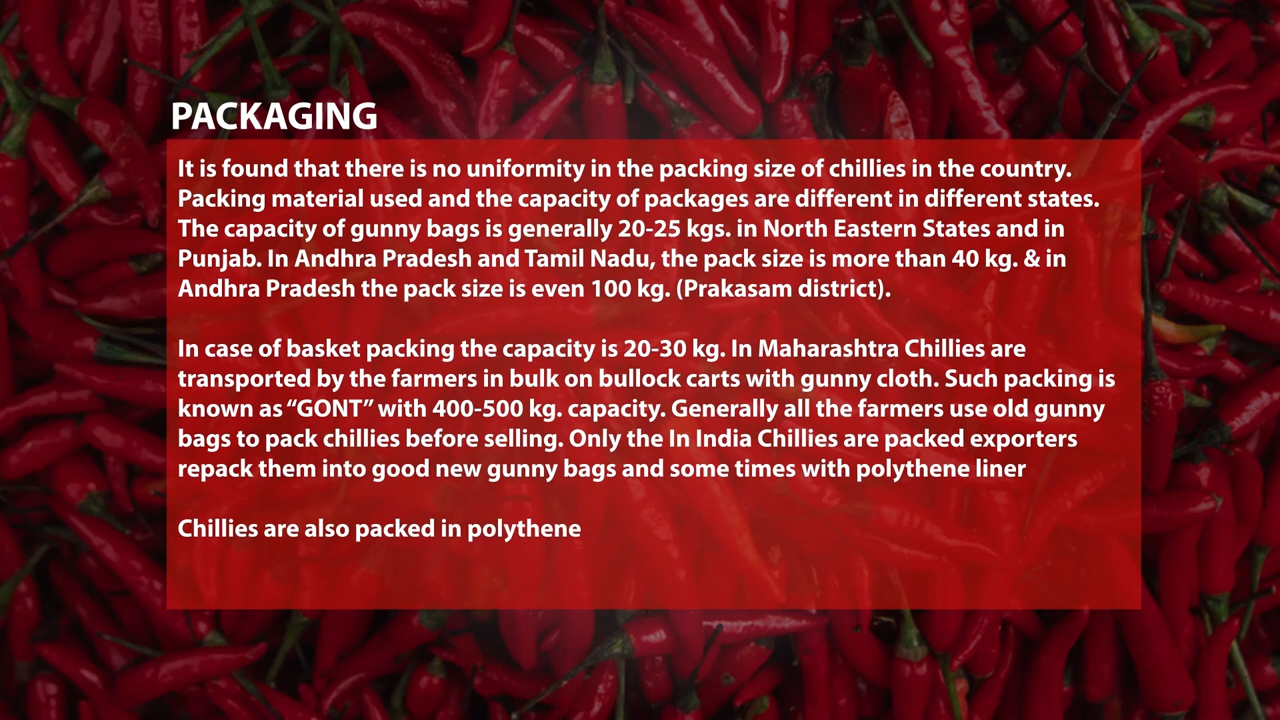 PACKAGING
It is found that there is no uniformity in the packing size of chillies in the country.
Packing material used and the capacity of packages are different in different states.
The capacity of gunny bags is generally 20-25 kgs. in North Eastern States and in
Punjab. In Andhra Pradesh and Tamil Nadu, the pack size is more than 40 kg. & in
Andhra Pradesh the pack size is even 100 kg. (Prakasam district).
In case of basket packing the capacity is 20-30 kg. In Maharashtra Chillies are
transported by the farmers in bulk on bullock carts with gunny cloth. Such packing is
known as “GONT” with 400-500 kg. capacity. Generally all the farmers use old gunny
bags to pack chillies before selling. Only the In India Chillies are packed exporters
repack them into good new gunny bags and some times with polythene liner
Chillies are also packed in polythene